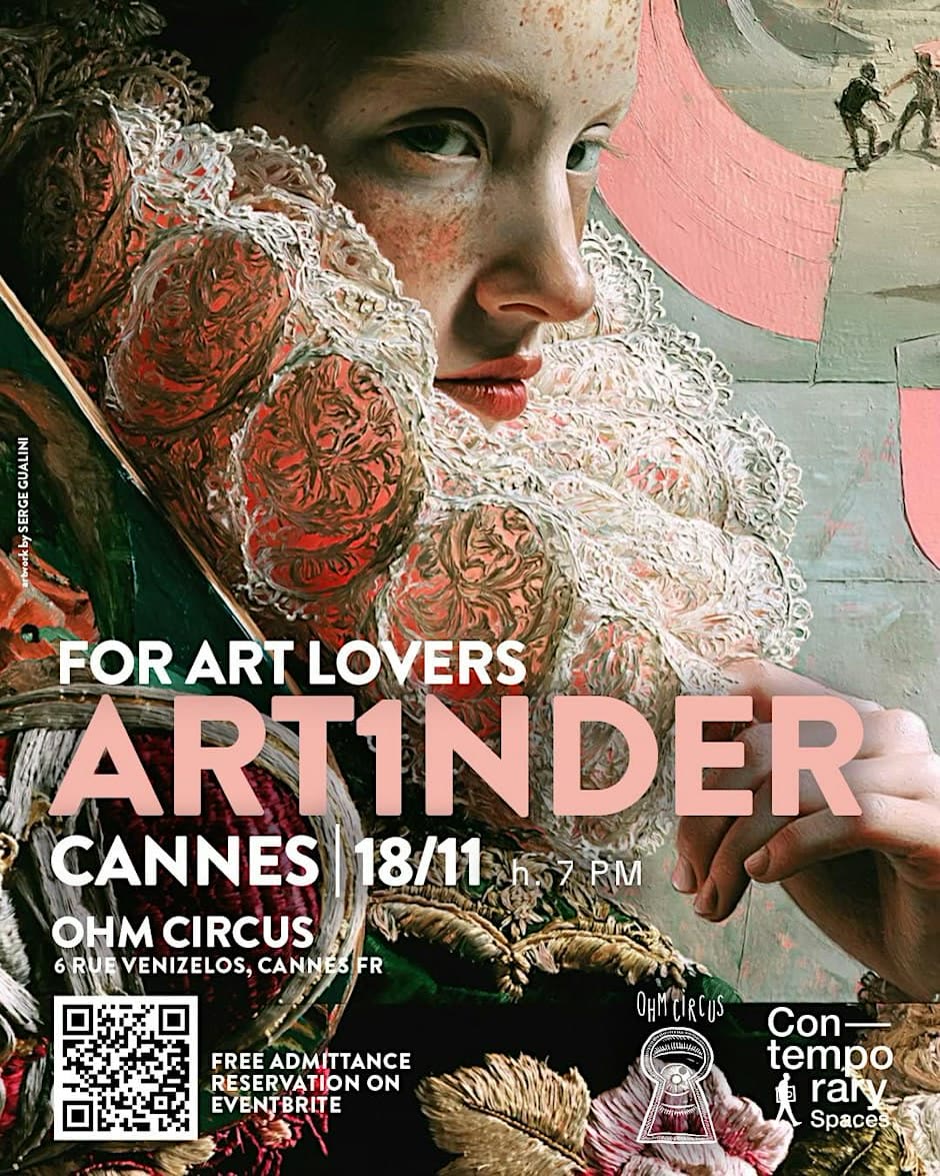 artwork by SERGE GUALINI
FOR ART LOVERS
ART1NDER
CANNES | 18/11 h. 7 PM
OHM CIRCUS
6 RUE VENIZELOS, CANNES FR
FREE ADMITTANCE
RESERVATION ON
EVENTBRITE
OHM CIRCUS
Con—
tempo
rary
Spaces